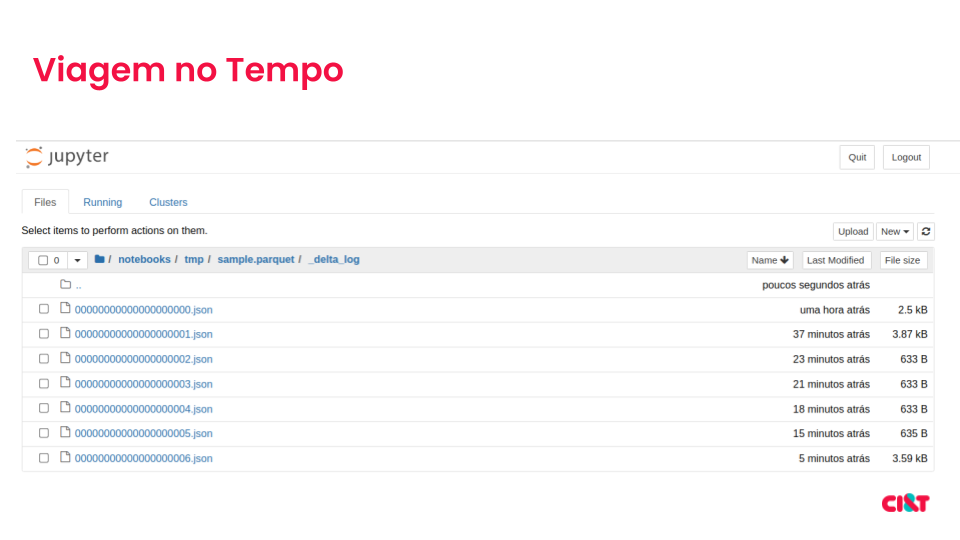 Viagem no Tempo
jupyter
Quit Logout
Files Running Clusters
Select items to perform actions on them.
Upload New
0 / notebooks / tmp / sample.parquet / _delta_log Name Last Modified File size
.. poucos segundos atrás
00000000000000000000.json uma hora atrás 2.5 kB
00000000000000000001.json 37 minutos atrás 3.87 kB
00000000000000000002.json 23 minutos atrás 633 B
00000000000000000003.json 21 minutos atrás 633 B
00000000000000000004.json 18 minutos atrás 633 B
00000000000000000005.json 15 minutos atrás 635 B
00000000000000000006.json 5 minutos atrás 3.59 kB
CI&T